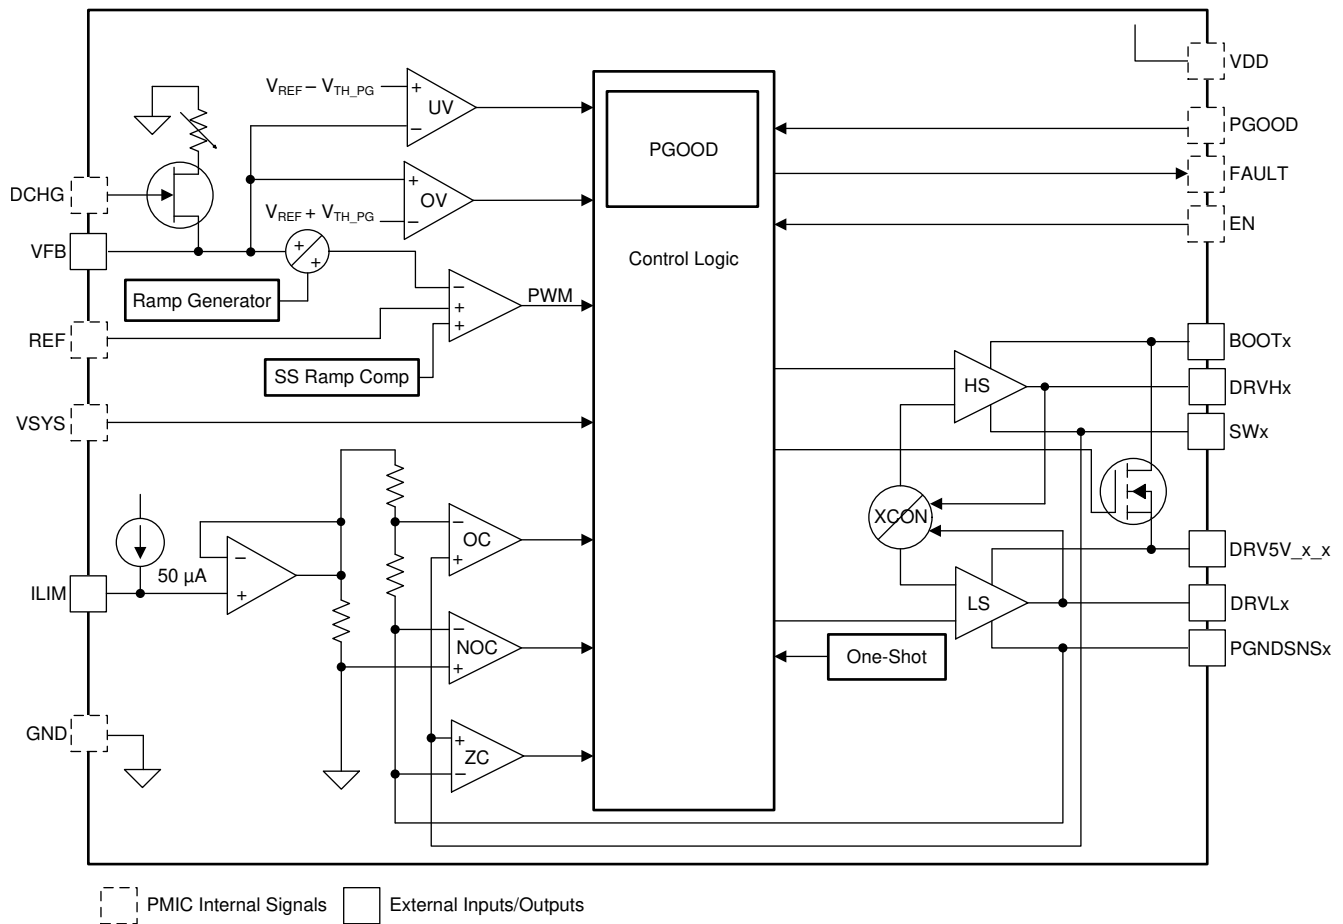 VDD
V_REF – V_TH_PG
+
UV
−
PGOOD
PGOOD
DCHG
FAULT
+
OV
V_REF + V_TH_PG
−
EN
VFB
+
+
Control Logic
Ramp Generator
−
+
+
PWM
REF
SS Ramp Comp
BOOTx
HS
DRVHx
VSYS
SWx
XCON
−
OC
+
−
+
50 µA
DRV5V_x_x
ILIM
LS
DRVLx
−
NOC
+
One-Shot
PGNDSNSx
GND
+
ZC
−
PMIC Internal Signals
External Inputs/Outputs